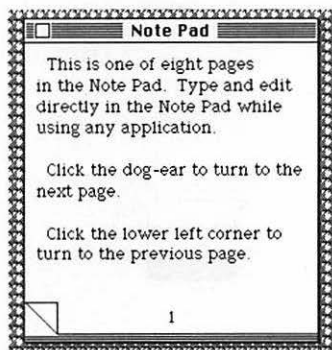 Note Pad
This is one of eight pages
in the Note Pad. Type and edit
directly in the Note Pad while
using any application.
Click the dog-ear to turn to the
next page.
Click the lower left corner to
turn to the previous page.
1